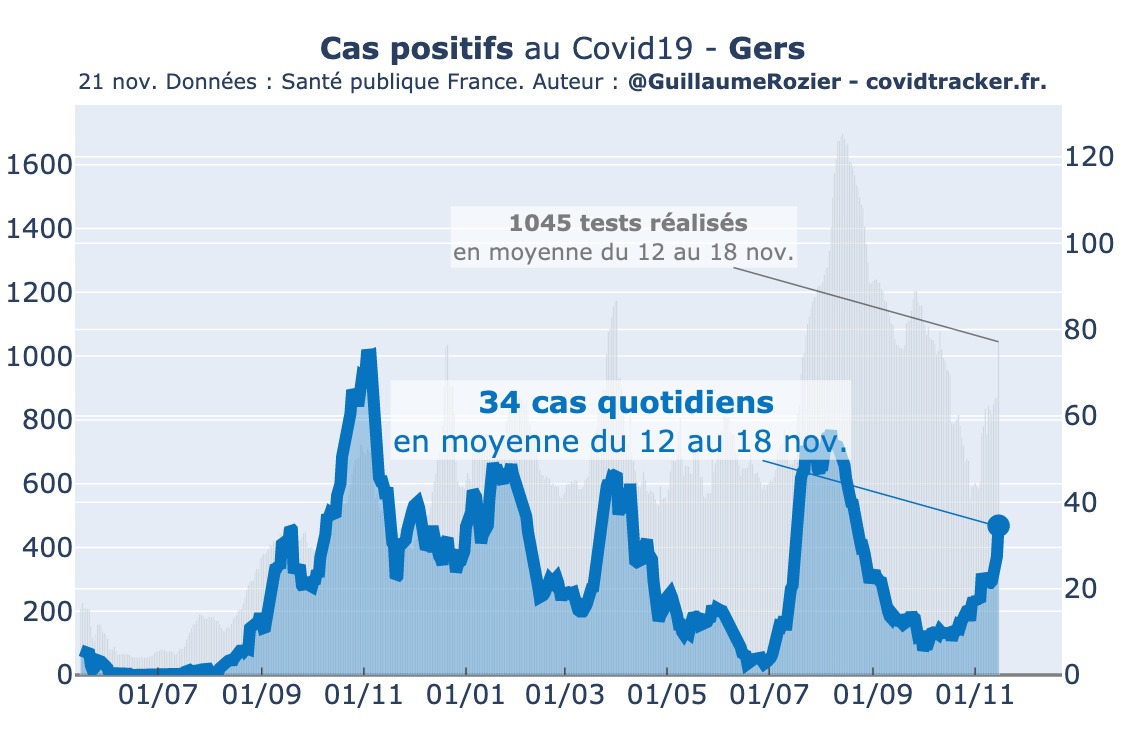 Cas positifs au Covid19 - Gers
21 nov. Données : Santé publique France. Auteur : @GuillaumeRozier - covidtracker.fr.
1600
1400
1200
1000
800
600
400
200
0
120
100
80
60
40
20
0
1045 tests réalisés
en moyenne du 12 au 18 nov.
34 cas quotidiens
en moyenne du 12 au 18 nov.
01/07 01/09 01/11 01/01 01/03 01/05 01/07 01/09 01/11